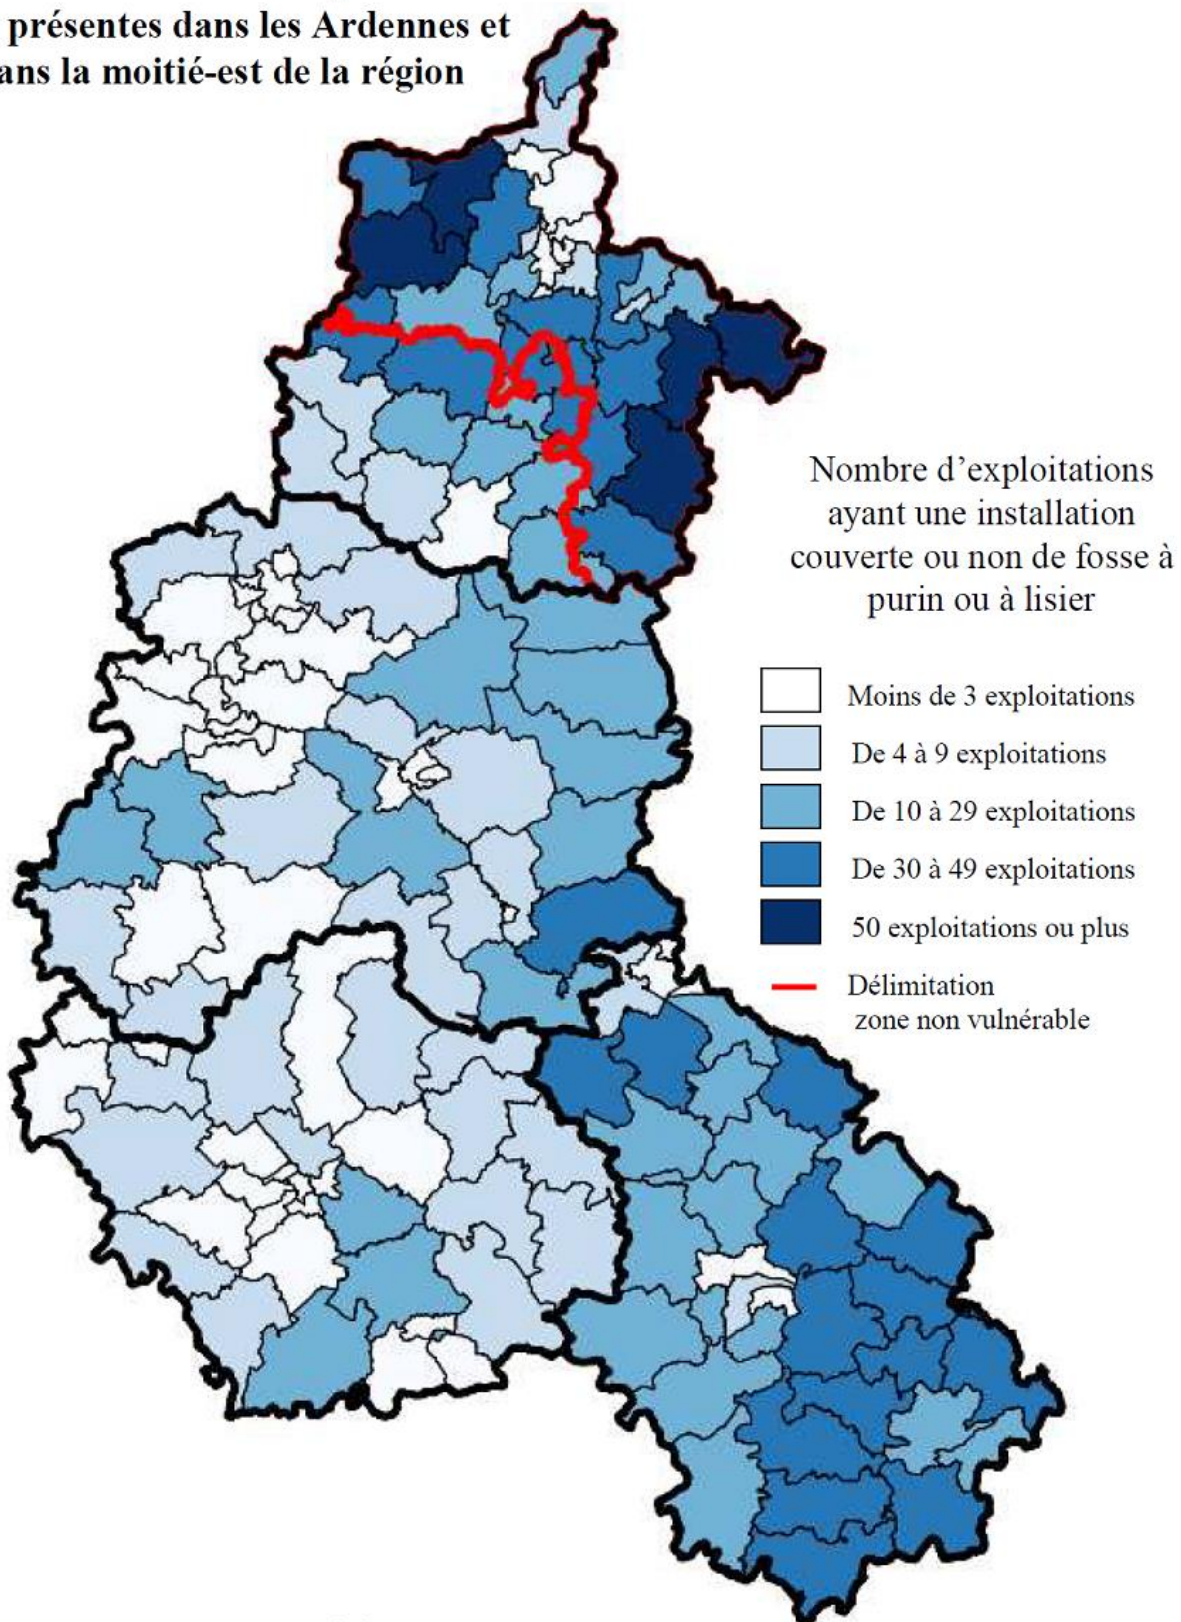 présentes dans les Ardennes et
ans la moitié-est de la région
Nombre d’exploitations
ayant une installation
couverte ou non de fosse à
purin ou à lisier
Moins de 3 exploitations
De 4 à 9 exploitations
De 10 à 29 exploitations
De 30 à 49 exploitations
50 exploitations ou plus
Délimitation
zone non vulnérable